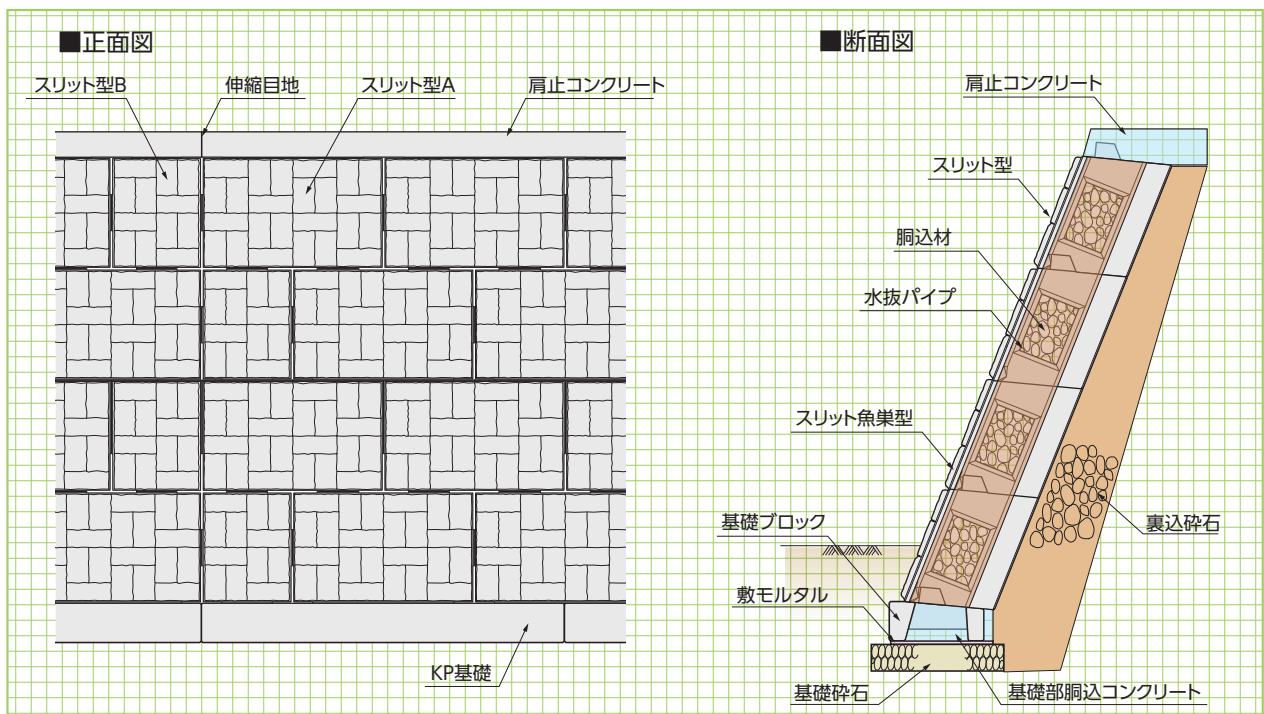 ■正面図
スリット型B
伸縮目地
スリット型A
肩止コンクリート
KP基礎
■断面図
肩止コンクリート
スリット型
胴込材
水抜パイプ
スリット魚巣型
基礎ブロック
裏込砕石
敷モルタル
基礎砕石
基礎部胴込コンクリート